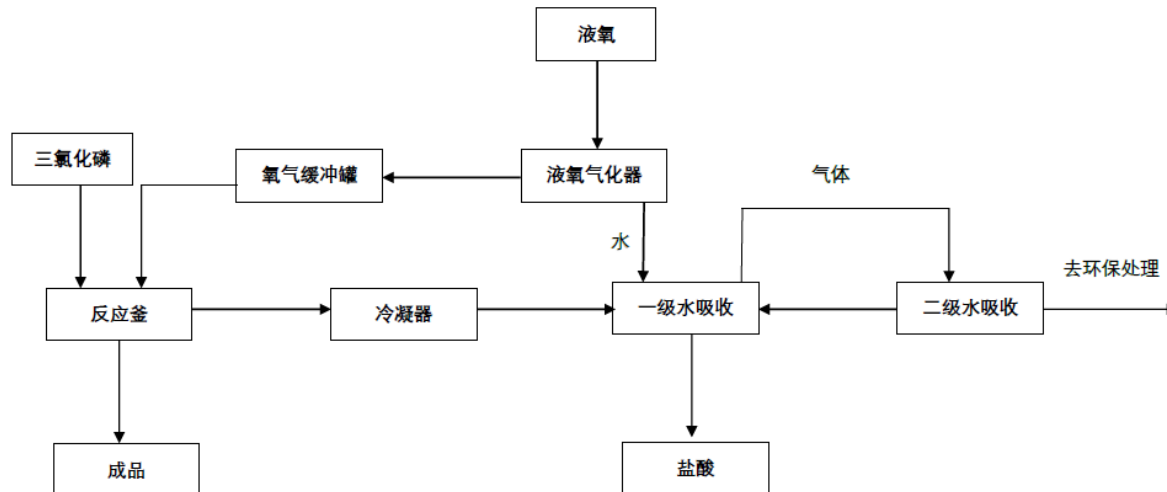 液氧
三氯化磷
氧气缓冲罐
液氧气化器
气体
水
去环保处理
反应釜
冷凝器
一级水吸收
二级水吸收
成品
盐酸